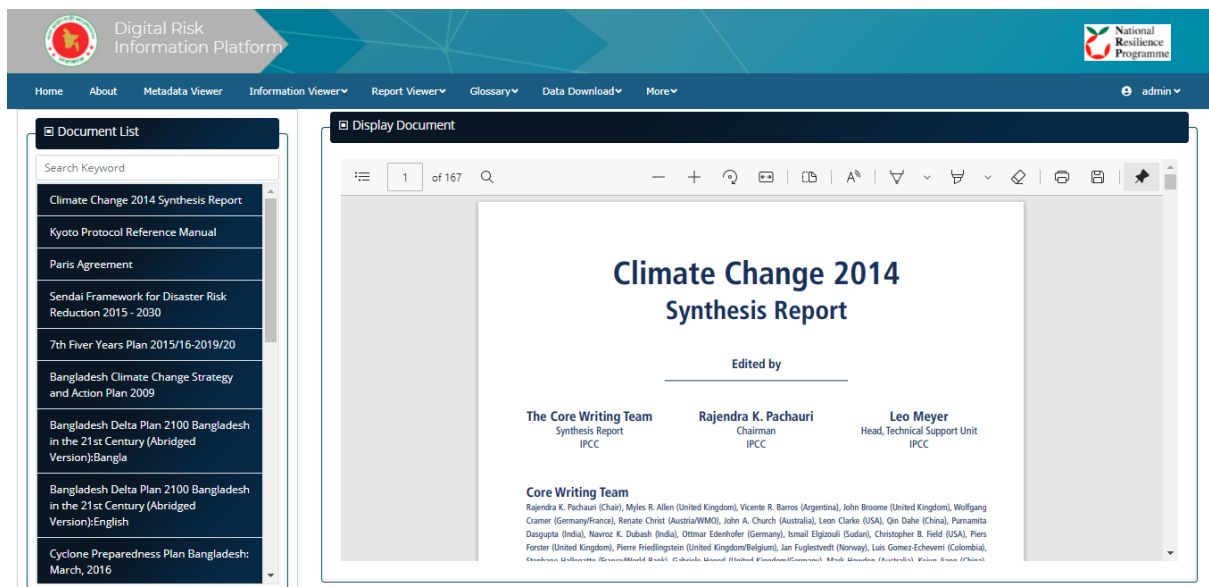 Digital Risk
Information Platform
National
Resilience
Programme
Home About Metadata Viewer Information Viewer Report Viewer Glossary Data Download More admin
Document List
Search Keyword
Climate Change 2014 Synthesis Report
Kyoto Protocol Reference Manual
Paris Agreement
Sendai Framework for Disaster Risk
Reduction 2015 - 2030
7th Fiver Years Plan 2015/16-2019/20
Bangladesh Climate Change Strategy
and Action Plan 2009
Bangladesh Delta Plan 2100 Bangladesh
in the 21st Century (Abridged
Version):Bangla
Bangladesh Delta Plan 2100 Bangladesh
in the 21st Century (Abridged
Version):English
Cyclone Preparedness Plan Bangladesh:
March, 2016
Display Document
1 of 167
Climate Change 2014
Synthesis Report
Edited by
The Core Writing Team Rajendra K. Pachauri Leo Meyer
Synthesis Report Chairman Head, Technical Support Unit
IPCC IPCC IPCC
Core Writing Team
Rajendra K. Pachauri (Chair), Myles R. Allen (United Kingdom), Vicente R. Barros (Argentina), John Broome (United Kingdom), Wolfgang
Cramer (Germany/France), Renate Christ (Austria/WMO), John A. Church (Australia), Leon Clarke (USA), Qin Dahe (China), Purnamita
Dasgupta (India), Navroz K. Dubash (India), Ottmar Edenhofer (Germany), Ismail Elgizouli (Sudan), Christopher B. Field (USA), Piers
Forster (United Kingdom), Pierre Friedlingstein (United Kingdom/Belgium), Jan Fuglestvedt (Norway), Luis Gomez-Echeverri (Colombia),